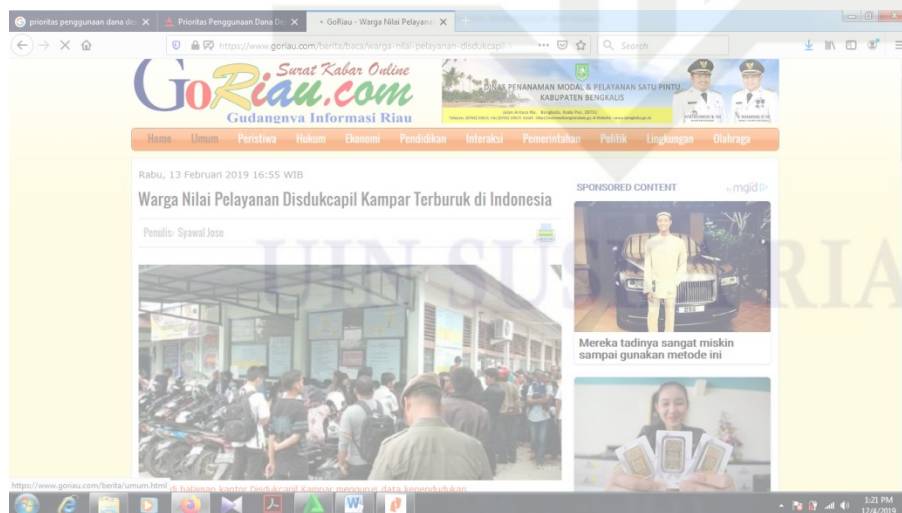 prioritas penggunaan dana de
Prioritas Penggunaan Dana De
GoRiau - Warga Nilai Pelayanan
https://www.goriau.com/berita/baca/warga-nilai-pelayanan-disdukcapil
Search
Surat Kabar Online
GoRiau.com
Gudangnya Informasi Riau
DINAS PENANAMAN MODAL & PELAYANAN SATU PINTU
KABUPATEN BENGKALIS
Home Umum Peristiwa Hukum Ekonomi Pendidikan Interaksi Pemerintahan Politik Lingkungan Olahraga
Rabu, 13 Februari 2019 16:55 WIB
Warga Nilai Pelayanan Disdukcapil Kampar Terburuk di Indonesia
Penulis: Syawal Jose
SPONSORED CONTENT
mgid
Mereka tadinya sangat miskin
sampai gunakan metode ini
UIN SUSKA RIA
https://www.goriau.com/berita/umum.html
di halaman kantor Disdukcapil Kampar mengurus data kependudukan
1:21 PM
12/4/2019